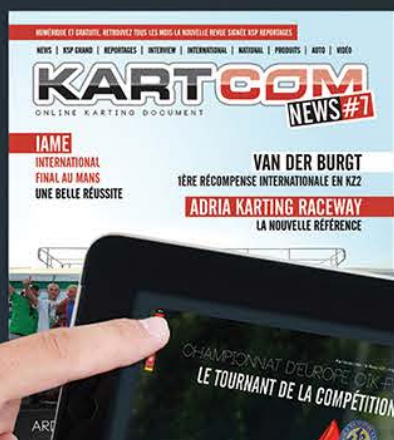 NUMÉRIQUE ET GRATUITE, RETROUVEZ TOUS LES MOIS LA NOUVELLE REVUE SIGNÉE KSP REPORTAGES
NEWS | KSP GRAND | REPORTAGES | INTERVIEW | INTERNATIONAL | NATIONAL | PRODUITS | AUTO | VIDÉO
KARTCOM
ONLINE KARTING DOCUMENT
NEWS#7
IAME
INTERNATIONAL
FINAL AU MANS
UNE BELLE RÉUSSITE
VAN DER BURGT
1ÈRE RÉCOMPENSE INTERNATIONALE EN KZ2
ADRIA KARTING RACEWAY
LA NOUVELLE RÉFÉRENCE
CHAMPIONNAT D'EUROPE CIK-F
LE TOURNANT DE LA COMPÉTITION